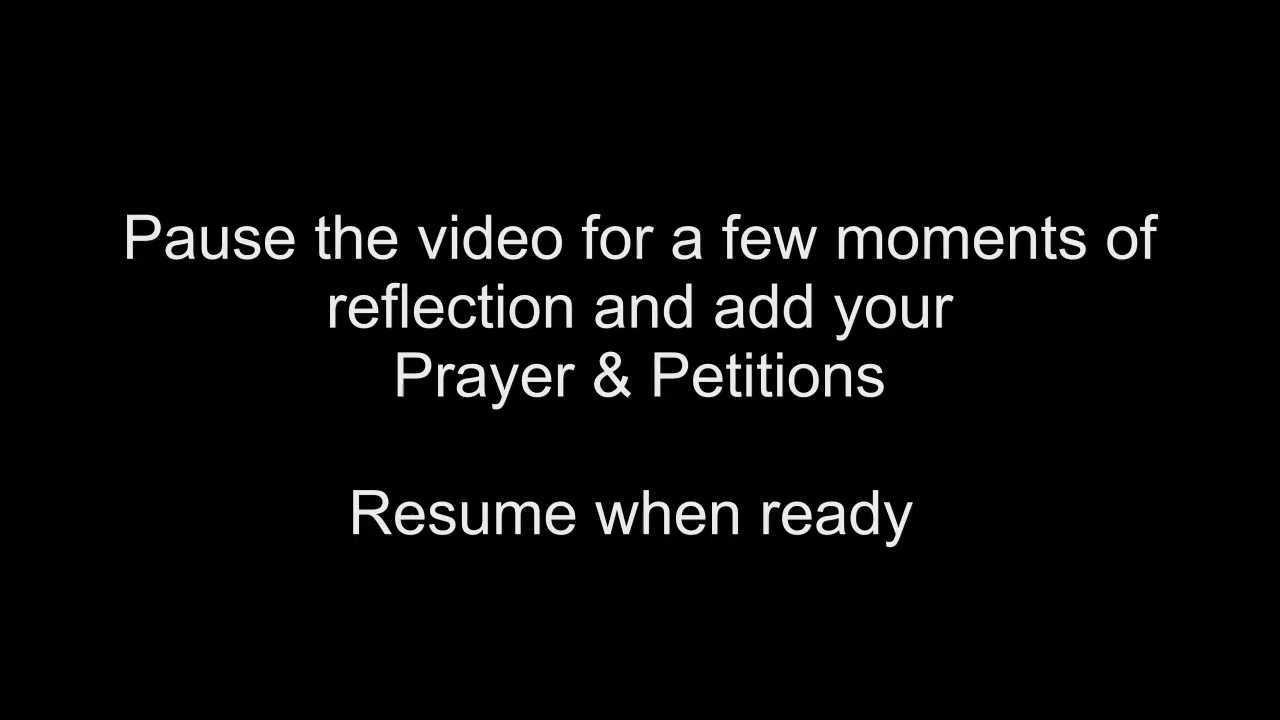 Pause the video for a few moments of
reflection and add your
Prayer & Petitions
Resume when ready